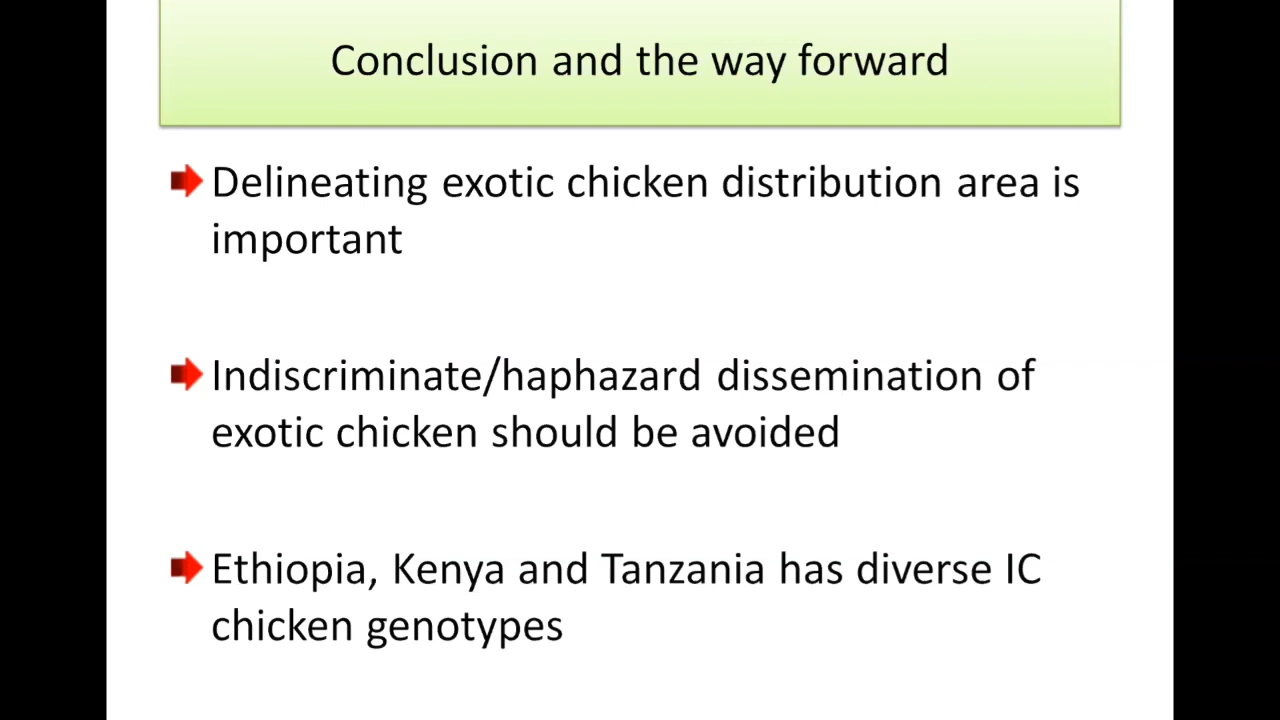 Conclusion and the way forward
Delineating exotic chicken distribution area is
important
Indiscriminate/haphazard dissemination of
exotic chicken should be avoided
Ethiopia, Kenya and Tanzania has diverse IC
chicken genotypes